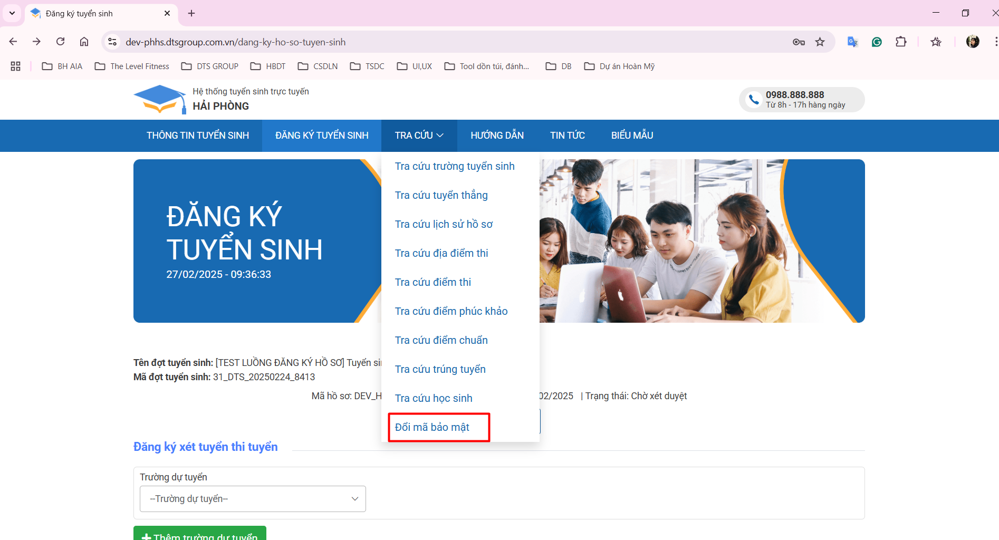 Đăng ký tuyển sinh
dev-phhs.dtsgroup.com.vn/dang-ky-ho-so-tuyen-sinh
BH AIA
The Level Fitness
DTS GROUP
HBDT
CSDLN
TSDC
UI,UX
Tool dồn túi, đánh...
DB
Dự án Hoàn Mỹ
Hệ thống tuyển sinh trực tuyến
HẢI PHÒNG
0988.888.888
Từ 8h - 17h hàng ngày
THÔNG TIN TUYỂN SINH
ĐĂNG KÝ TUYỂN SINH
TRA CỨU
HƯỚNG DẪN
TIN TỨC
BIỂU MẪU
Tra cứu trường tuyển sinh
Tra cứu tuyển thẳng
Tra cứu lịch sử hồ sơ
Tra cứu địa điểm thi
Tra cứu điểm thi
Tra cứu điểm phúc khảo
Tra cứu điểm chuẩn
Tra cứu trúng tuyển
Tra cứu học sinh
Đổi mã bảo mật
ĐĂNG KÝ
TUYỂN SINH
27/02/2025 - 09:36:33
Tên đợt tuyển sinh: [TEST LUỒNG ĐĂNG KÝ HỒ SƠ] Tuyển si
Mã đợt tuyển sinh: 31_DTS_20250224_8413
Mã hồ sơ: DEV_H 02/2025 | Trạng thái: Chờ xét duyệt
Đăng ký xét tuyển thi tuyển
Trường dự tuyển
--Trường dự tuyển--
Thêm trường dự tuyển